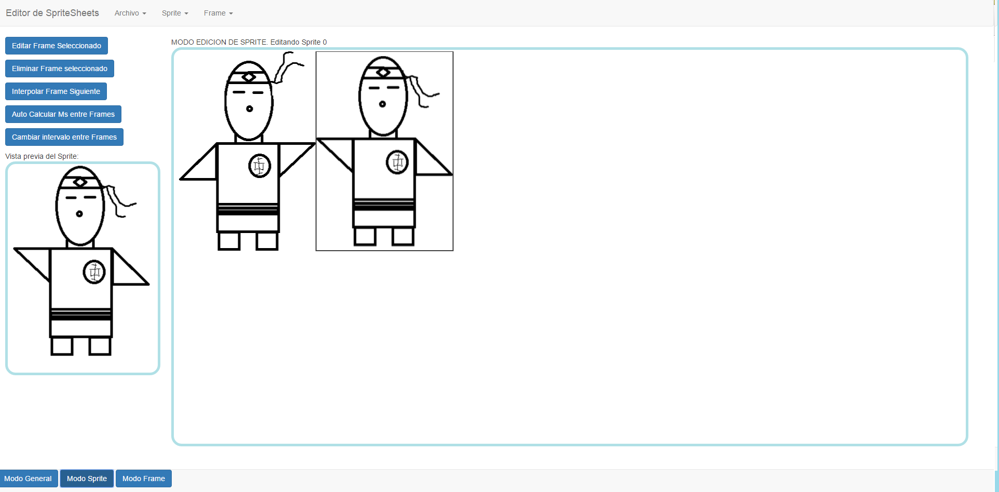 Editor de SpriteSheets Archivo Sprite Frame
Editar Frame Seleccionado
Eliminar Frame seleccionado
Interpolar Frame Siguiente
Auto Calcular Ms entre Frames
Cambiar intervalo entre Frames
Vista previa del Sprite:
MODO EDICION DE SPRITE. Editando Sprite 0
Modo General Modo Sprite Modo Frame